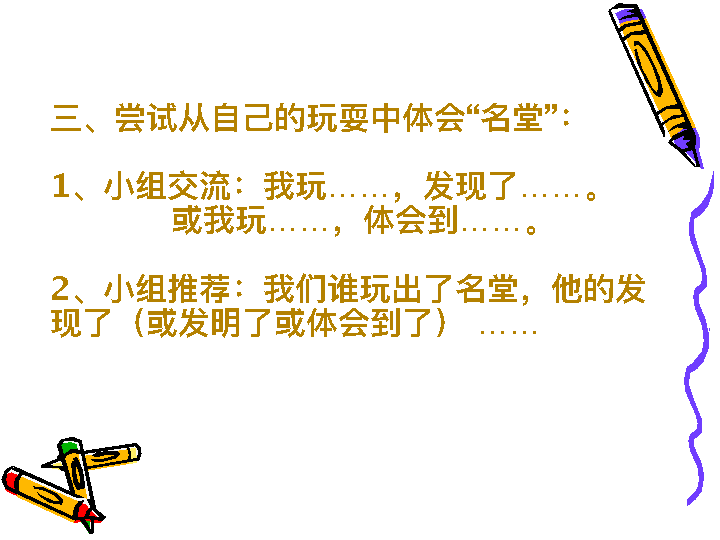 三、尝试从自己的玩耍中体会“名堂”：
1、小组交流：我玩……，发现了……。
或我玩……，体会到……。
2、小组推荐：我们谁玩出了名堂，他的发
现了（或发明了或体会到了） ……